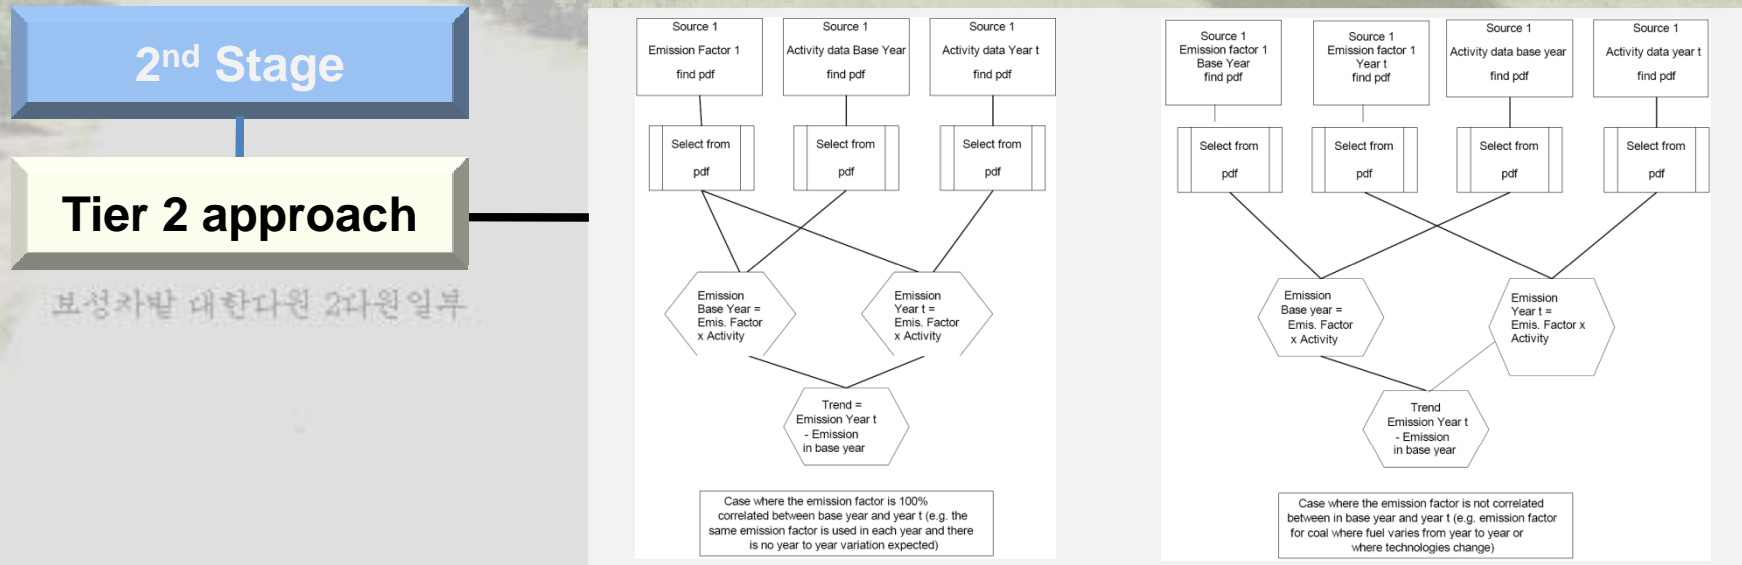 2nd Stage
Tier 2 approach
보성차밭 대한다원 2다원일부
Source 1
Emission Factor 1
find pdf
Source 1
Activity data Base Year
find pdf
Source 1
Activity data Year t
find pdf
Select from
pdf
Select from
pdf
Select from
pdf
Emission
Base Year =
Emis. Factor
x Activity
Emission
Year t =
Emis. Factor
x Activity
Trend =
Emission Year t
- Emission
in base year
Case where the emission factor is 100%
correlated between base year and year t (e.g. the
same emission factor is used in each year and there
is no year to year variation expected)
Source 1
Emission factor 1
Base Year
find pdf
Source 1
Emission factor 1
Year t
find pdf
Source 1
Activity data base year
find pdf
Source 1
Activity data year t
find pdf
Select from
pdf
Select from
pdf
Select from
pdf
Select from
pdf
Emission
Base year =
Emis. Factor
x Activity
Emission
Year t =
Emis. Factor x
Activity
Trend
Emission Year t
- Emission
in base year
Case where the emission factor is not correlated
between in base year and year t (e.g. emission factor
for coal where fuel varies from year to year or
where technologies change)